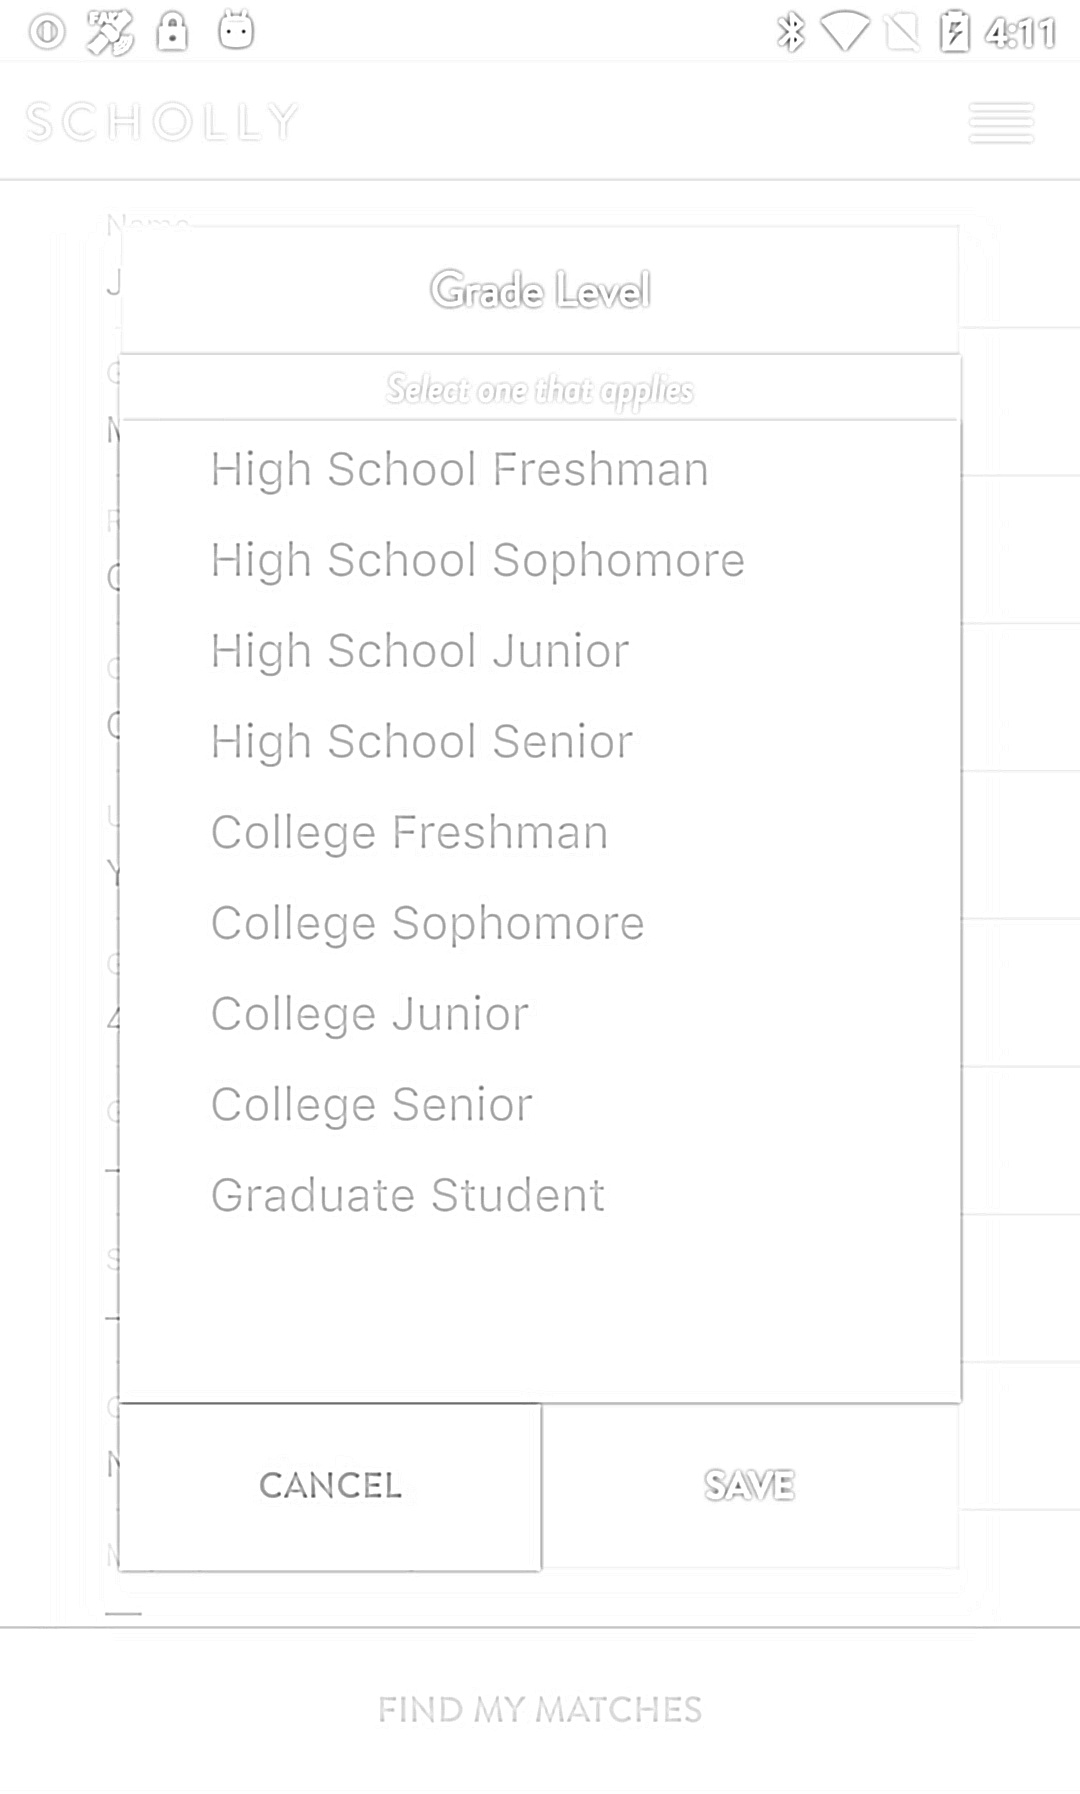 4:11
SCHOLLY
Name
Grade Level
Select one that applies
High School Freshman
High School Sophomore
High School Junior
High School Senior
College Freshman
College Sophomore
College Junior
College Senior
Graduate Student
CANCEL
SAVE
FIND MY MATCHES